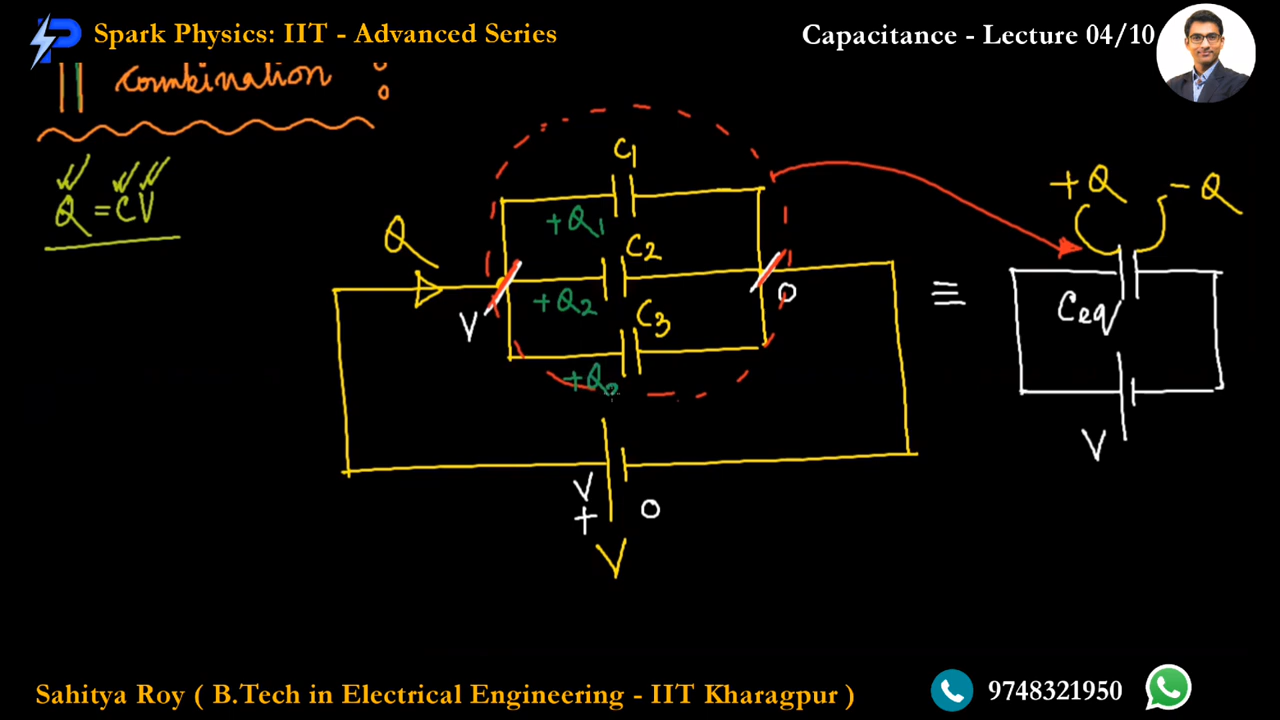 Spark Physics: IIT - Advanced Series
Capacitance - Lecture 04/10
|| Combination :
Q = CV
C1
+Q1
Q
C2
+Q2
V
0
C3
+Q3
V
+
0
V
≡
+Q
-Q
Ceq
V
Sahitya Roy ( B.Tech in Electrical Engineering - IIT Kharagpur )
9748321950